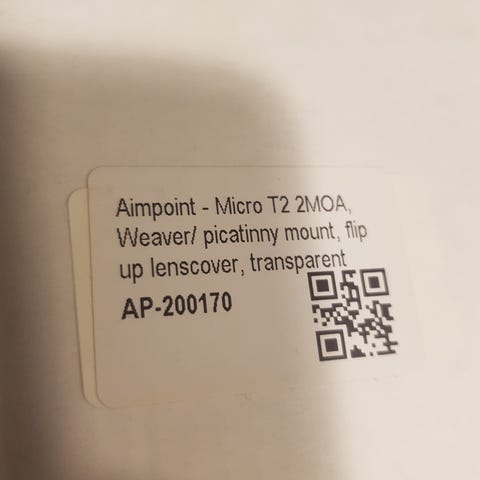 Aimpoint - Micro T2 2MOA,
Weaver/ picatinny mount, flip
up lenscover, transparent
AP-200170